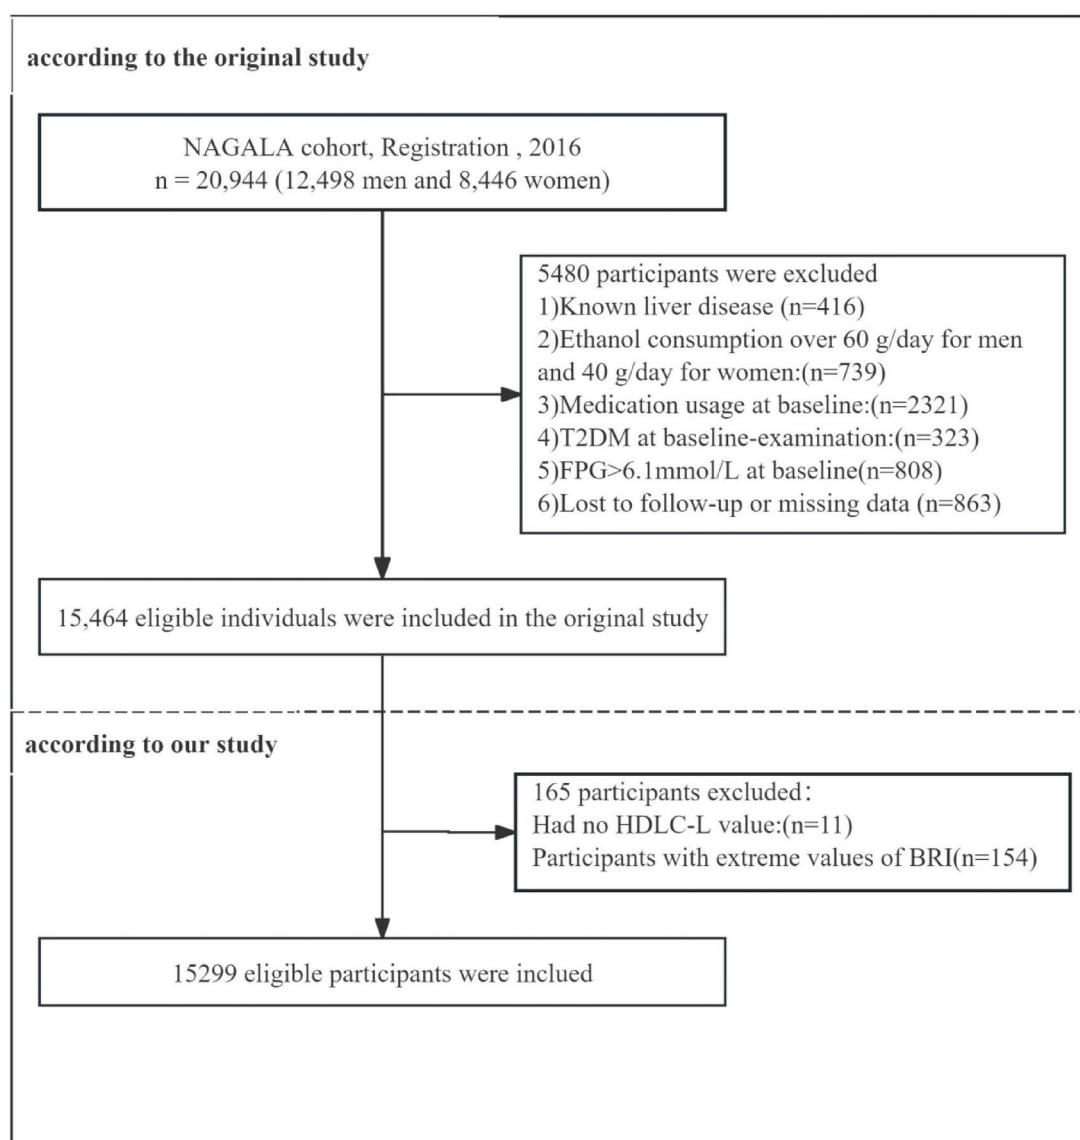 according to the original study
NAGALA cohort, Registration , 2016
n = 20,944 (12,498 men and 8,446 women)
5480 participants were excluded
1)Known liver disease (n=416)
2)Ethanol consumption over 60 g/day for men
and 40 g/day for women:(n=739)
3)Medication usage at baseline:(n=2321)
4)T2DM at baseline-examination:(n=323)
5)FPG>6.1mmol/L at baseline(n=808)
6)Lost to follow-up or missing data (n=863)
15,464 eligible individuals were included in the original study
according to our study
165 participants excluded：
Had no HDLC-L value:(n=11)
Participants with extreme values of BRI(n=154)
15299 eligible participants were inclued